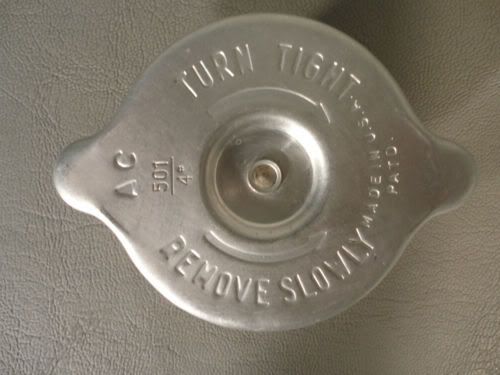 TURN TIGHT
AC
501
4#
MADE IN U.S.A.
PATD.
REMOVE SLOWLY